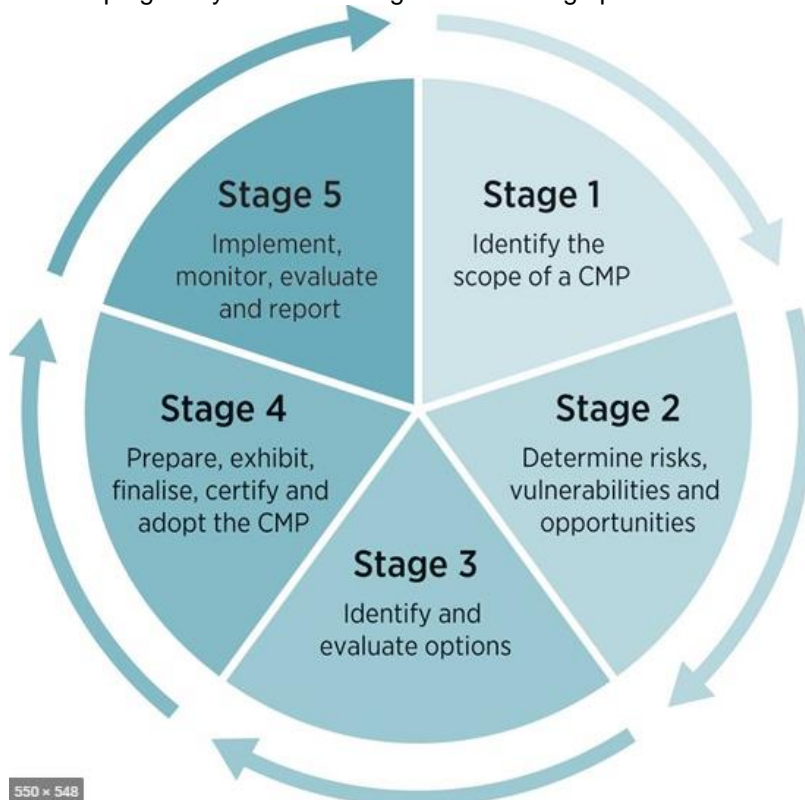 Stage 1
Identify the
scope of a CMP
Stage 2
Determine risks,
vulnerabilities and
opportunities
Stage 3
Identify and
evaluate options
Stage 4
Prepare, exhibit,
finalise, certify and
adopt the CMP
Stage 5
Implement,
monitor, evaluate
and report
550 × 548